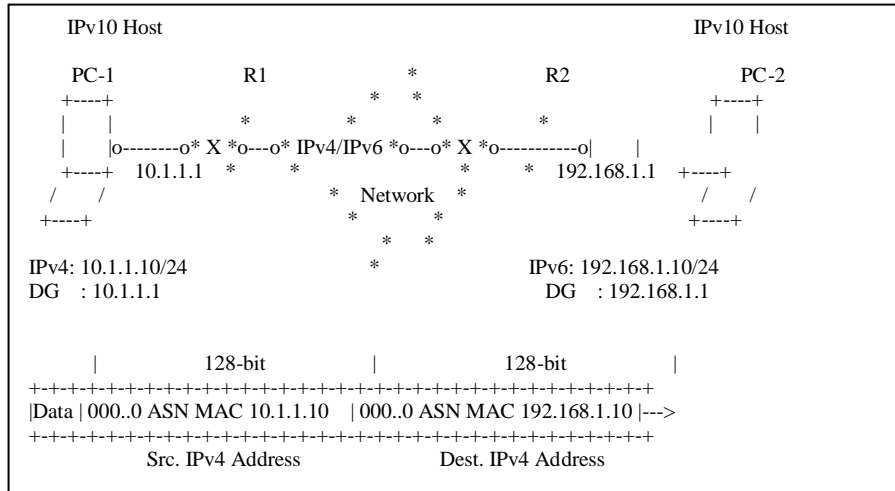 IPv10 Host IPv10 Host
PC-1 R1 * R2 PC-2
+----+ * * +----+
| | * * * * | |
| |o--------o* X *o---o* IPv4/IPv6 *o---o* X *o-----------o| |
+----+ 10.1.1.1 * * * * 192.168.1.1 +----+
/ / * Network * / /
+----+ * * +----+
* *
IPv4: 10.1.1.10/24 * IPv6: 192.168.1.10/24
DG : 10.1.1.1 DG : 192.168.1.1
| 128-bit | 128-bit |
+-+-+-+-+-+-+-+-+-+-+-+-+-+-+-+-+-+-+-+-+-+-+-+-+-+-+-+-+-+-+-+-+
|Data | 000..0 ASN MAC 10.1.1.10 | 000..0 ASN MAC 192.168.1.10 |--->
+-+-+-+-+-+-+-+-+-+-+-+-+-+-+-+-+-+-+-+-+-+-+-+-+-+-+-+-+-+-+-+-+
Src. IPv4 Address Dest. IPv4 Address